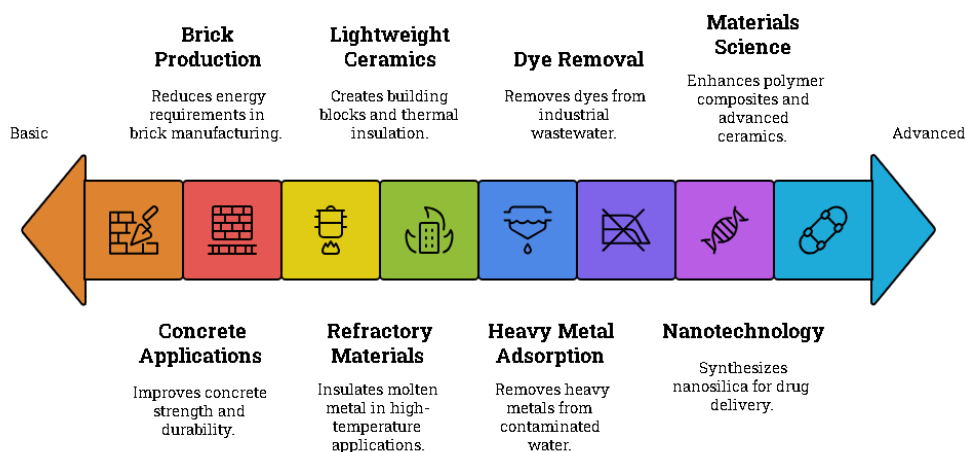 Brick
Production
Reduces energy
requirements in
brick manufacturing.
Lightweight
Ceramics
Creates building
blocks and thermal
insulation.
Dye Removal
Removes dyes from
industrial
wastewater.
Materials
Science
Enhances polymer
composites and
advanced
ceramics.
Basic
Advanced
Concrete
Applications
Improves concrete
strength and
durability.
Refractory
Materials
Insulates molten
metal in high-
temperature
applications.
Heavy Metal
Adsorption
Removes heavy
metals from
contaminated
water.
Nanotechnology
Synthesizes
nanosilica for drug
delivery.